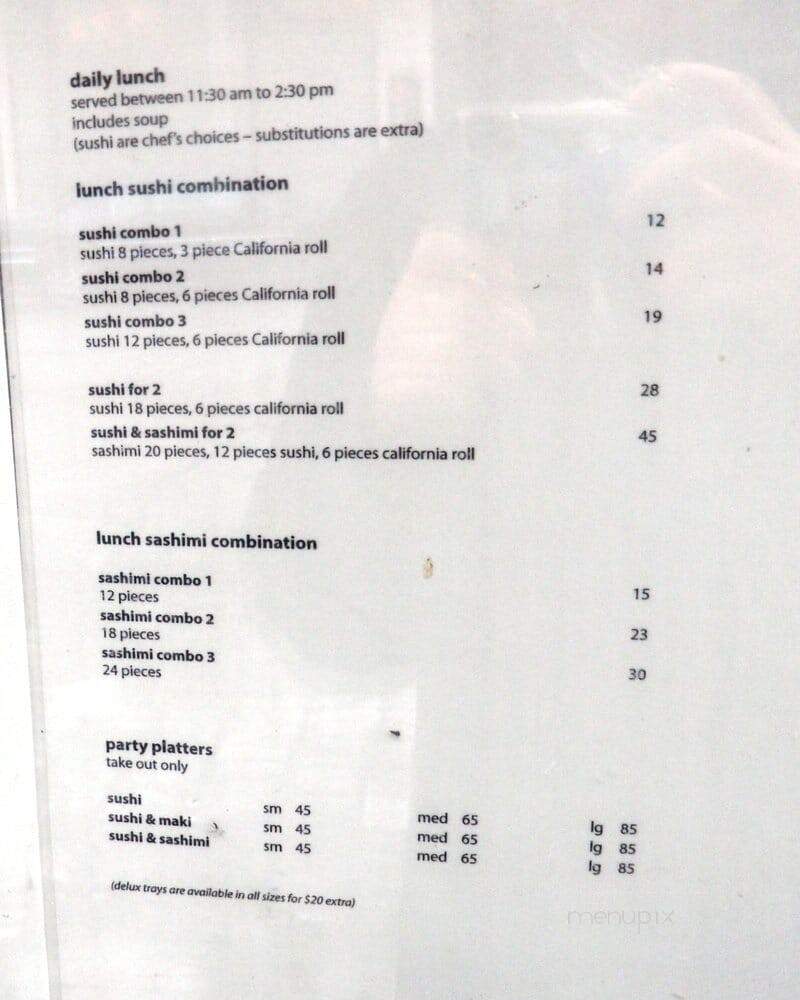 daily lunch
served between 11:30 am to 2:30 pm
includes soup
(sushi are chef's choices – substitutions are extra)
lunch sushi combination
sushi combo 1 12
sushi 8 pieces, 3 piece California roll
sushi combo 2 14
sushi 8 pieces, 6 pieces California roll
sushi combo 3 19
sushi 12 pieces, 6 pieces California roll
sushi for 2 28
sushi 18 pieces, 6 pieces california roll
sushi & sashimi for 2 45
sashimi 20 pieces, 12 pieces sushi, 6 pieces california roll
lunch sashimi combination
sashimi combo 1
12 pieces 15
sashimi combo 2
18 pieces 23
sashimi combo 3
24 pieces 30
party platters
take out only
sushi sm 45 med 65 lg 85
sushi & maki sm 45 med 65 lg 85
sushi & sashimi sm 45 med 65 lg 85
(delux trays are available in all sizes for $20 extra)
menupix